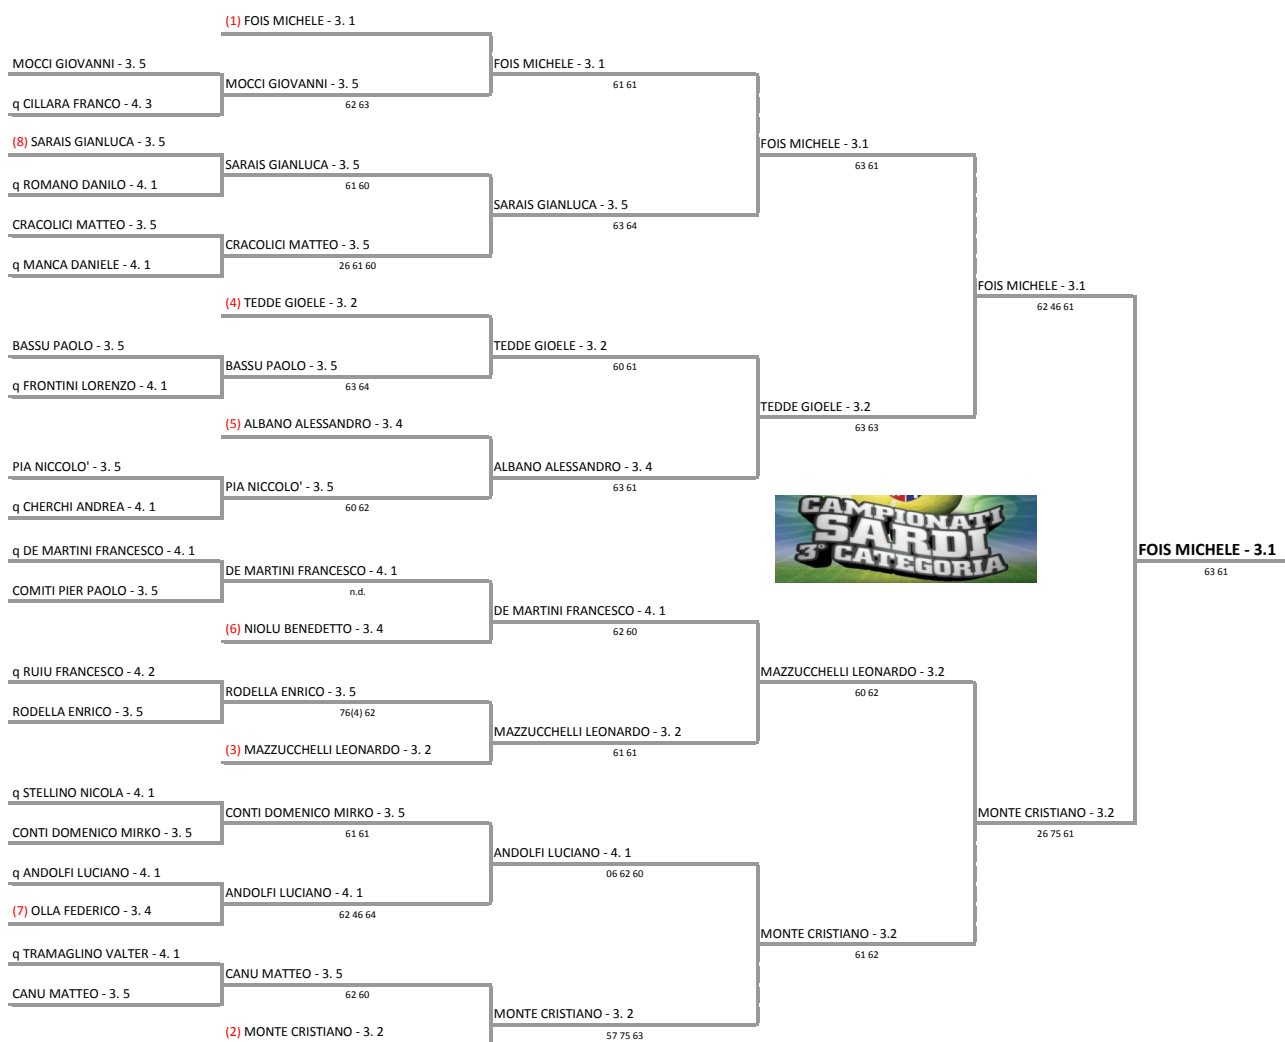 (1) FOIS MICHELE - 3. 1
MOCCI GIOVANNI - 3. 5
FOIS MICHELE - 3. 1
MOCCI GIOVANNI - 3. 5
61 61
q CILLARA FRANCO - 4. 3
62 63
(8) SARAIS GIANLUCA - 3. 5
FOIS MICHELE - 3.1
SARAIS GIANLUCA - 3. 5
63 61
q ROMANO DANILO - 4. 1
61 60
SARAIS GIANLUCA - 3. 5
CRACOLICI MATTEO - 3. 5
63 64
CRACOLICI MATTEO - 3. 5
q MANCA DANIELE - 4. 1
26 61 60
FOIS MICHELE - 3.1
(4) TEDDE GIOELE - 3. 2
62 46 61
BASSU PAOLO - 3. 5
TEDDE GIOELE - 3. 2
BASSU PAOLO - 3. 5
60 61
q FRONTINI LORENZO - 4. 1
63 64
TEDDE GIOELE - 3.2
(5) ALBANO ALESSANDRO - 3. 4
63 63
PIA NICCOLO' - 3. 5
ALBANO ALESSANDRO - 3. 4
PIA NICCOLO' - 3. 5
63 61
q CHERCHI ANDREA - 4. 1
60 62
CAMPIONATI
SARDI
3° CATEGORIA
q DE MARTINI FRANCESCO - 4. 1
FOIS MICHELE - 3.1
DE MARTINI FRANCESCO - 4. 1
63 61
COMITI PIER PAOLO - 3. 5
n.d.
DE MARTINI FRANCESCO - 4. 1
(6) NIOLU BENEDETTO - 3. 4
62 60
q RUIU FRANCESCO - 4. 2
MAZZUCCHELLI LEONARDO - 3.2
RODELLA ENRICO - 3. 5
60 62
RODELLA ENRICO - 3. 5
76(4) 62
MAZZUCCHELLI LEONARDO - 3. 2
(3) MAZZUCCHELLI LEONARDO - 3. 2
61 61
q STELLINO NICOLA - 4. 1
CONTI DOMENICO MIRKO - 3. 5
MONTE CRISTIANO - 3.2
CONTI DOMENICO MIRKO - 3. 5
61 61
26 75 61
ANDOLFI LUCIANO - 4. 1
q ANDOLFI LUCIANO - 4. 1
06 62 60
ANDOLFI LUCIANO - 4. 1
(7) OLLA FEDERICO - 3. 4
62 46 64
MONTE CRISTIANO - 3.2
q TRAMAGLINO VALTER - 4. 1
61 62
CANU MATTEO - 3. 5
CANU MATTEO - 3. 5
62 60
MONTE CRISTIANO - 3. 2
(2) MONTE CRISTIANO - 3. 2
57 75 63